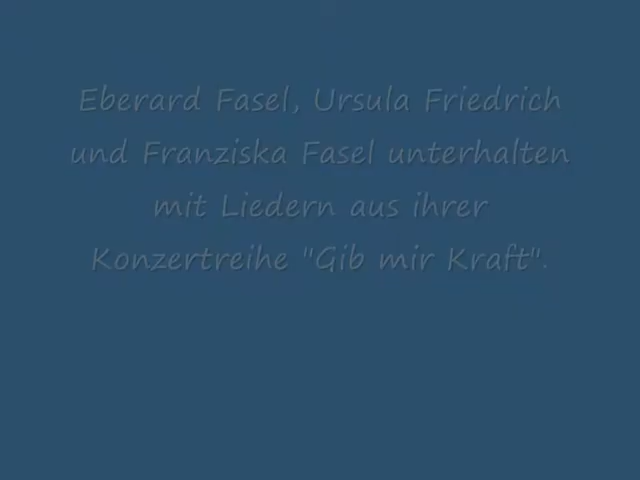 Eberard Fasel, Ursula Friedrich
und Franziska Fasel unterhalten
mit Liedern aus ihrer
Konzertreihe "Gib mir Kraft".